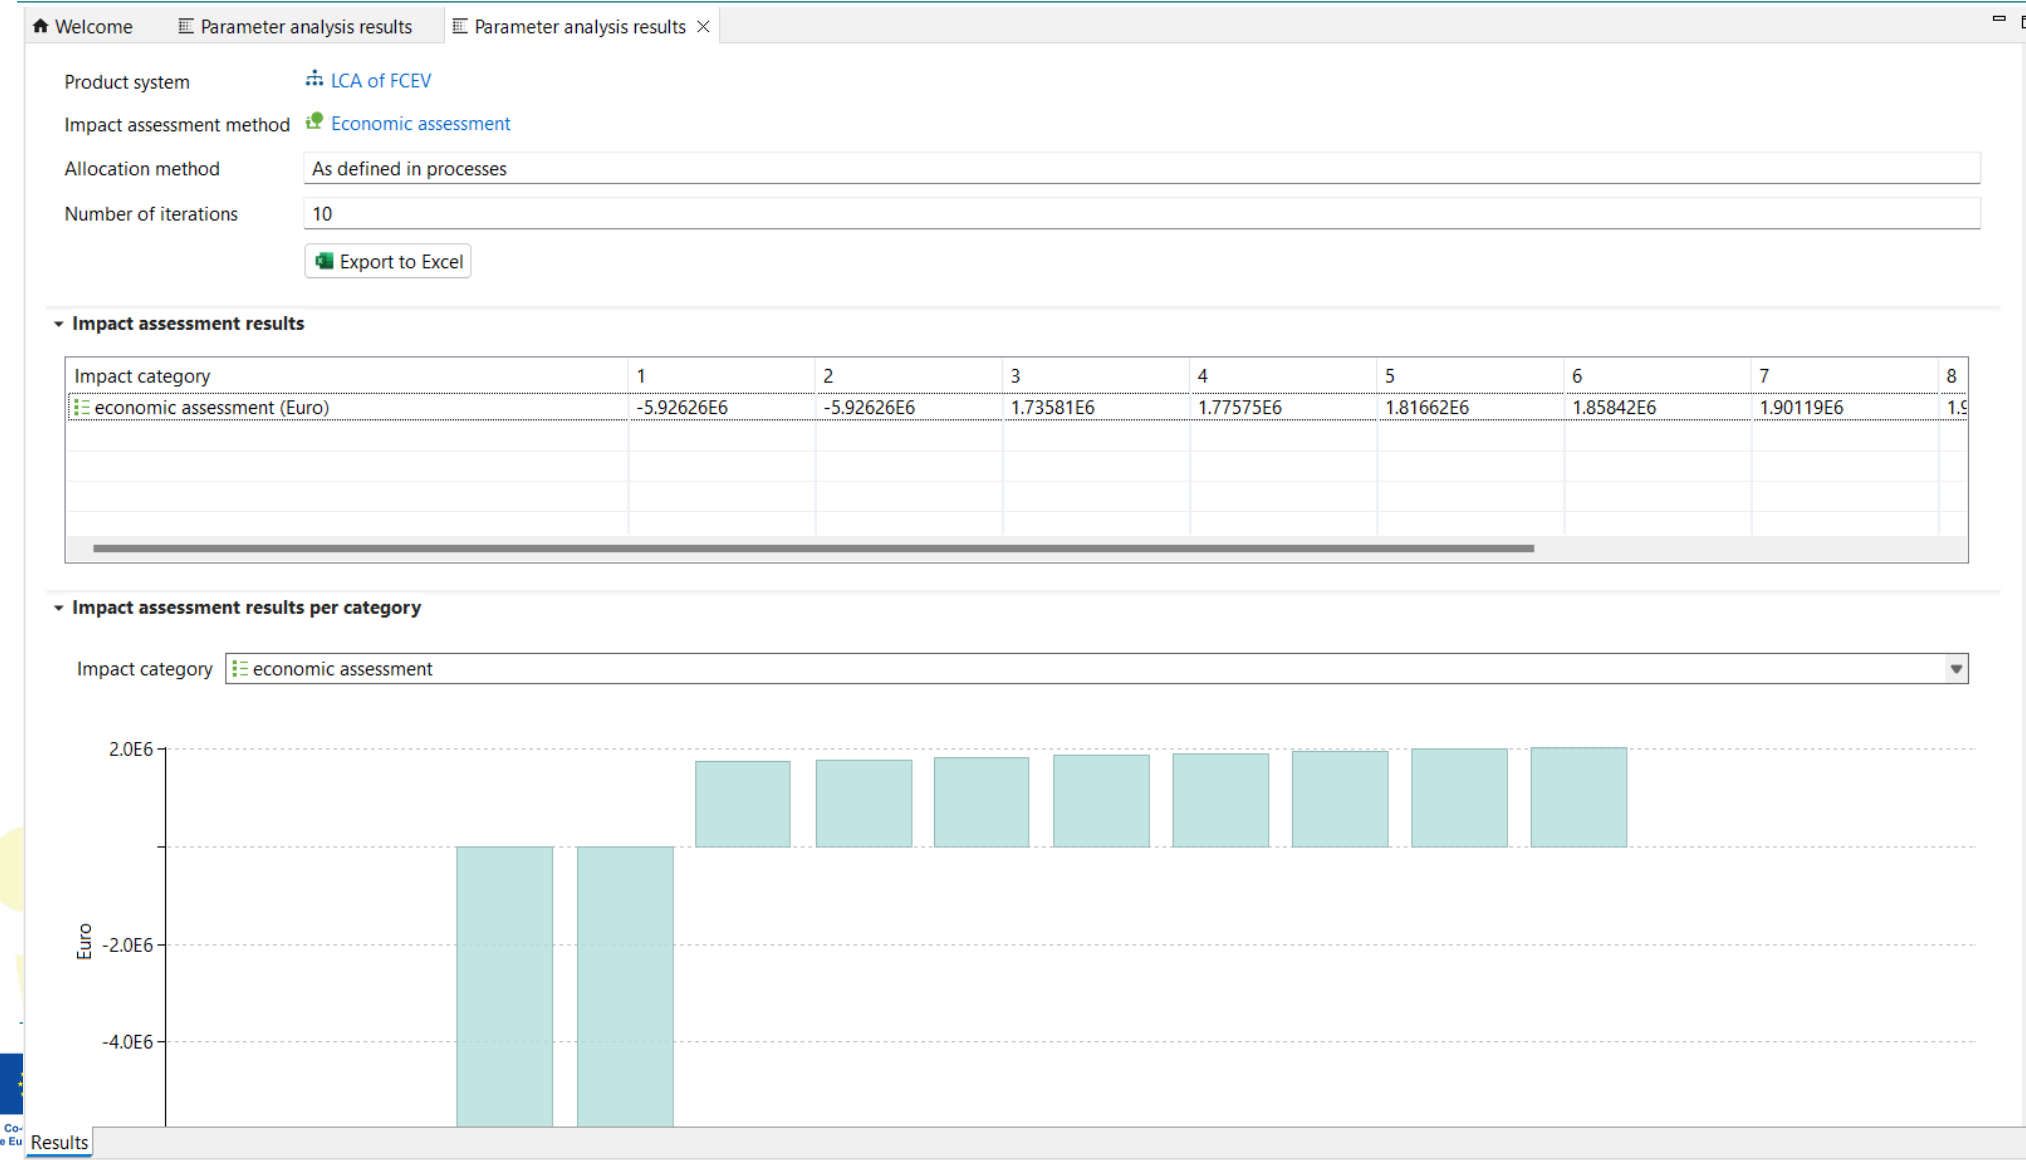 Welcome
Parameter analysis results
Parameter analysis results
Product system LCA of FCEV
Impact assessment method Economic assessment
Allocation method As defined in processes
Number of iterations 10
Export to Excel
Impact assessment results
Impact category 1 2 3 4 5 6 7 8
economic assessment (Euro) -5.92626E6 -5.92626E6 1.73581E6 1.77575E6 1.81662E6 1.85842E6 1.90119E6
Impact assessment results per category
Impact category economic assessment
2.0E6
Euro
-2.0E6
-4.0E6
Co-
e Eu
Results